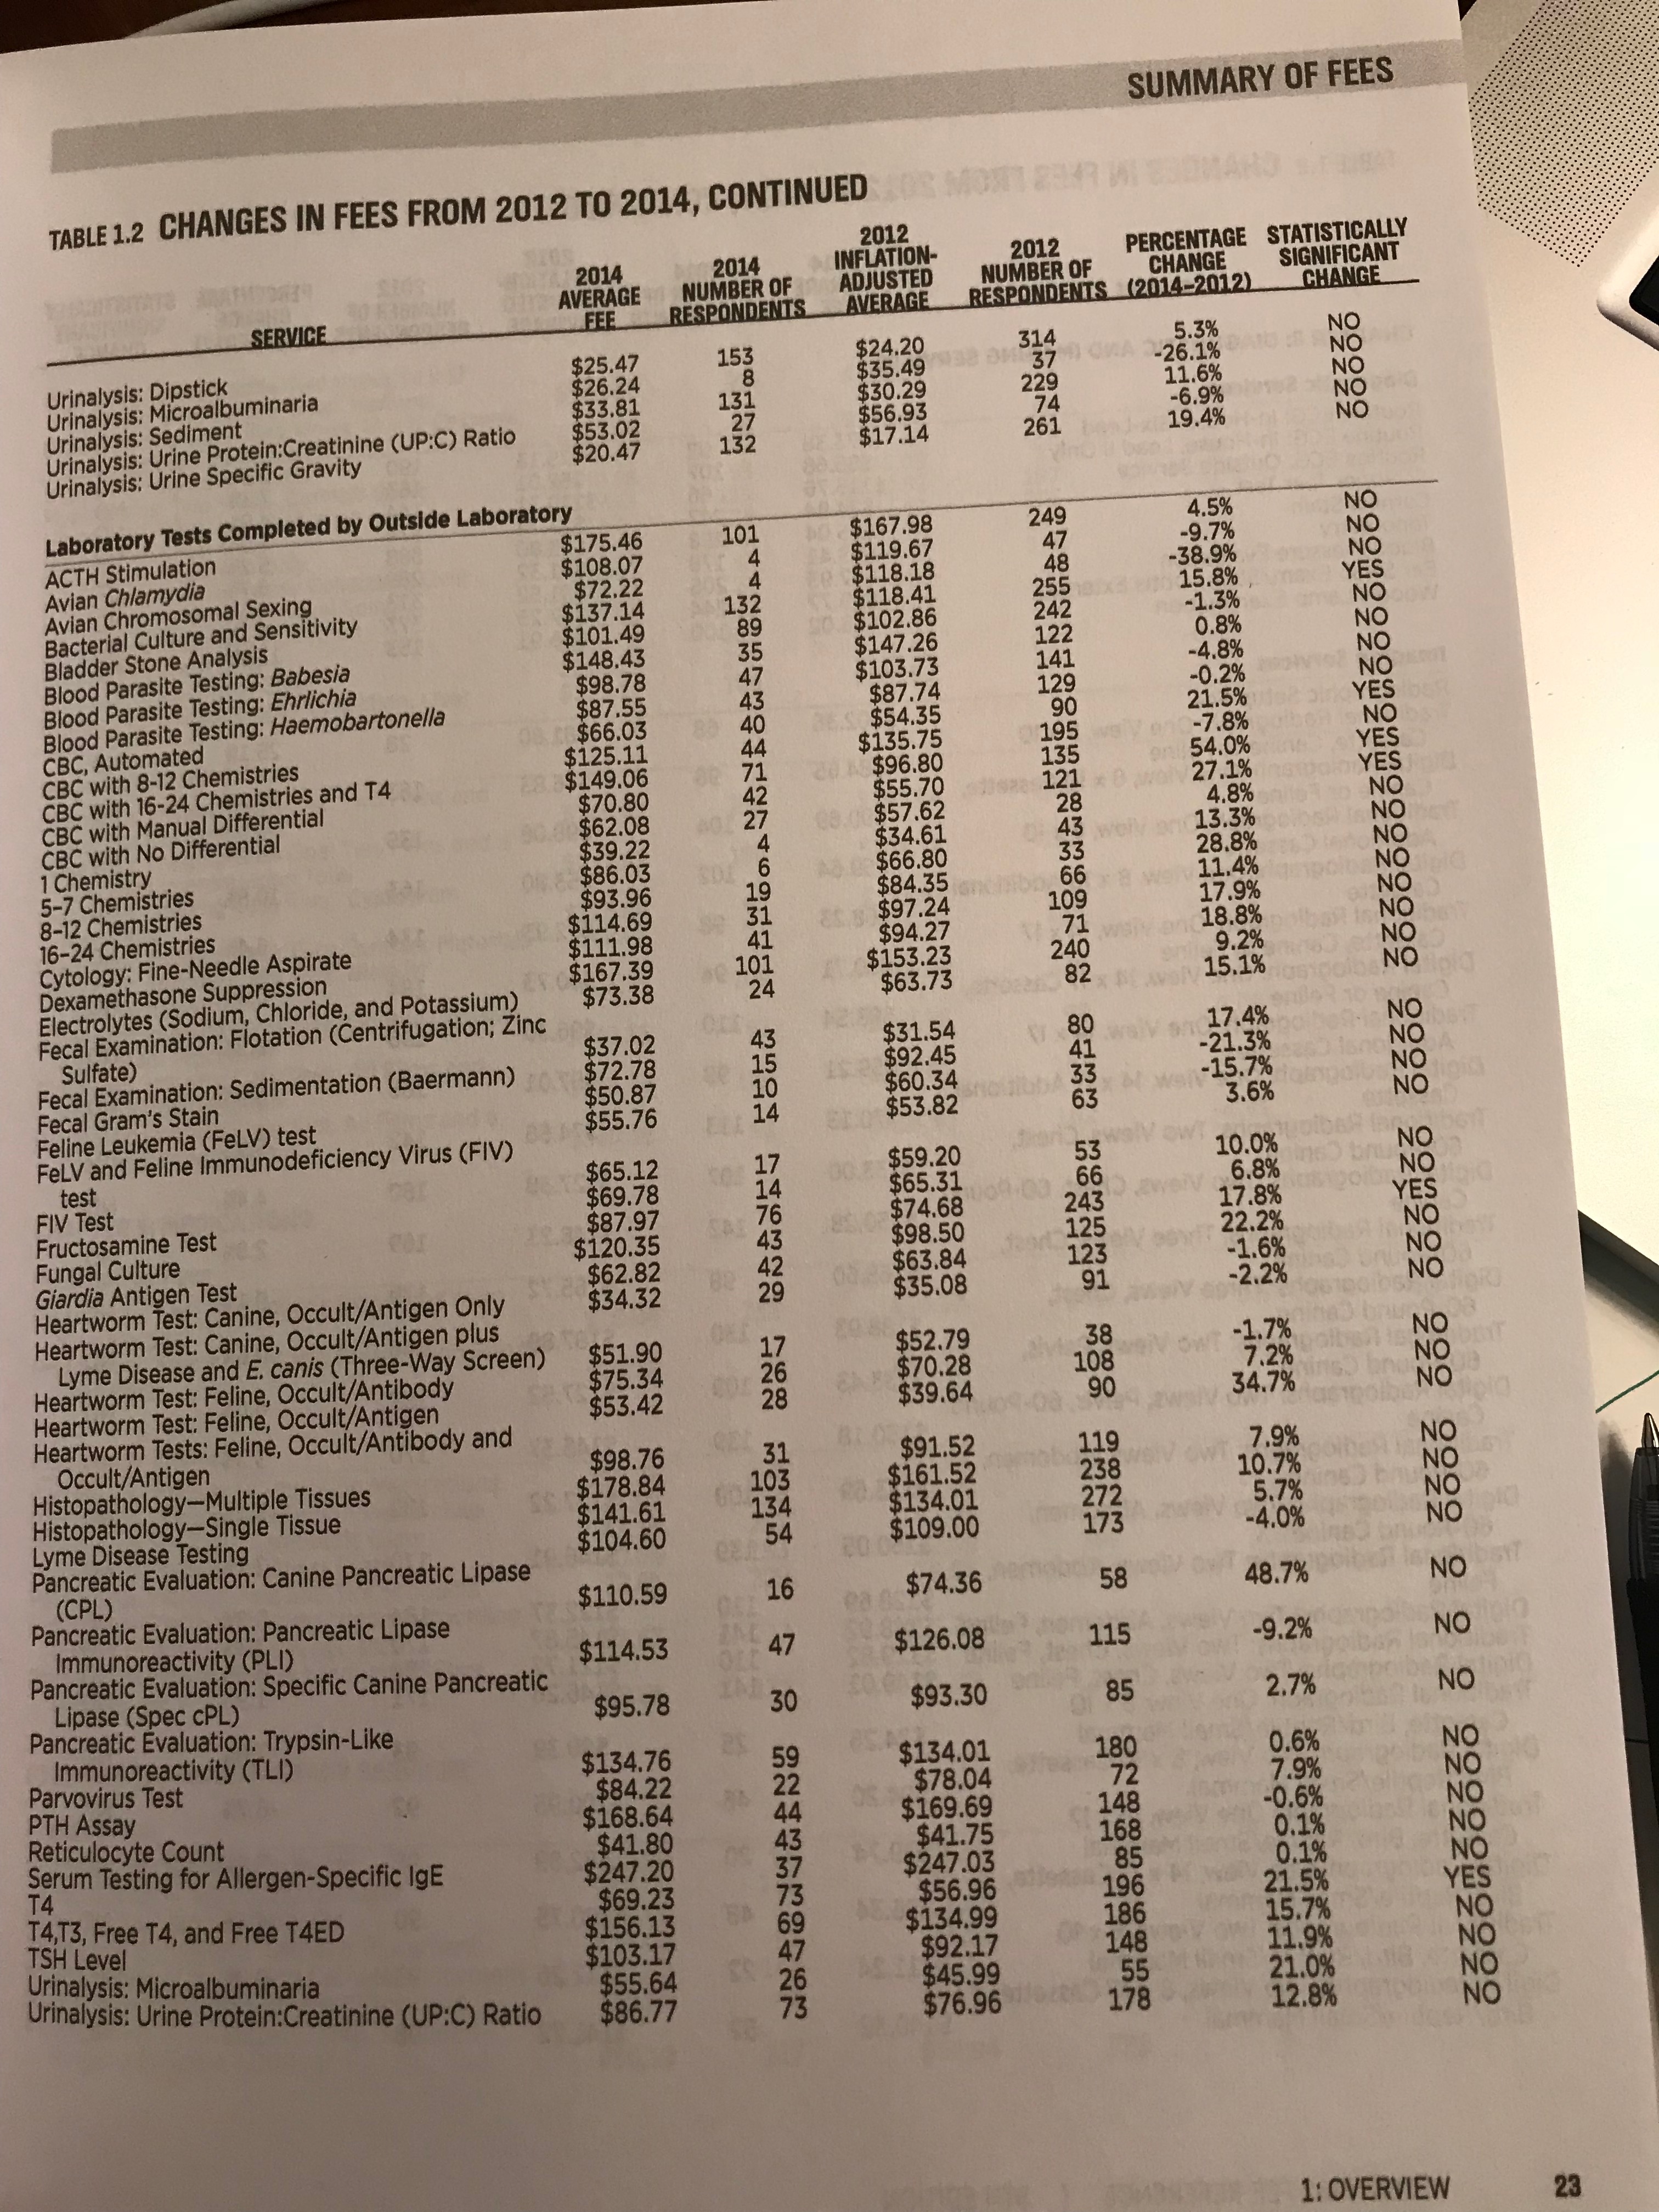 SUMMARY OF FEES
TABLE 1.2 CHANGES IN FEES FROM 2012 TO 2014, CONTINUED
SERVICE 2014 AVERAGE FEE 2014 NUMBER OF RESPONDENTS 2012 INFLATION-ADJUSTED AVERAGE 2012 NUMBER OF RESPONDENTS PERCENTAGE CHANGE (2014–2012) STATISTICALLY SIGNIFICANT CHANGE
Urinalysis: Dipstick $25.47 153 $24.20 314 5.3% NO
Urinalysis: Microalbuminaria $26.24 8 $35.49 37 -26.1% NO
Urinalysis: Sediment $33.81 131 $30.29 229 11.6% NO
Urinalysis: Urine Protein:Creatinine (UP:C) Ratio $53.02 27 $56.93 74 -6.9% NO
Urinalysis: Urine Specific Gravity $20.47 132 $17.14 261 19.4% NO
Laboratory Tests Completed by Outside Laboratory
ACTH Stimulation $175.46 101 $167.98 249 4.5% NO
Avian Chlamydia $108.07 4 $119.67 47 -9.7% NO
Avian Chromosomal Sexing $72.22 4 $118.18 48 -38.9% NO
Bacterial Culture and Sensitivity $137.14 132 $118.41 255 15.8% YES
Bladder Stone Analysis $101.49 89 $102.86 242 -1.3% NO
Blood Parasite Testing: Babesia $148.43 35 $147.26 122 0.8% NO
Blood Parasite Testing: Ehrlichia $98.78 47 $103.73 141 -4.8% NO
Blood Parasite Testing: Haemobartonella $87.55 43 $87.74 129 -0.2% NO
CBC, Automated $66.03 40 $54.35 90 21.5% YES
CBC with 8-12 Chemistries $125.11 44 $135.75 195 -7.8% NO
CBC with 16-24 Chemistries and T4 $149.06 71 $96.80 135 54.0% YES
CBC with Manual Differential $70.80 42 $55.70 121 27.1% YES
CBC with No Differential $62.08 27 $57.62 28 4.8% NO
1 Chemistry $39.22 4 $34.61 43 13.3% NO
5–7 Chemistries $86.03 6 $66.80 33 28.8% NO
8–12 Chemistries $93.96 19 $84.35 66 11.4% NO
16–24 Chemistries $114.69 31 $97.24 109 17.9% NO
Cytology: Fine-Needle Aspirate $111.98 41 $94.27 71 18.8% NO
Dexamethasone Suppression $167.39 101 $153.23 240 9.2% NO
Electrolytes (Sodium, Chloride, and Potassium) $73.38 24 $63.73 82 15.1% NO
Fecal Examination: Flotation (Centrifugation; Zinc
Sulfate) $37.02 43 $31.54 80 17.4% NO
Fecal Examination: Sedimentation (Baermann) $72.78 15 $92.45 41 -21.3% NO
Fecal Gram's Stain $50.87 10 $60.34 33 -15.7% NO
Feline Leukemia (FeLV) test $55.76 14 $53.82 63 3.6% NO
FeLV and Feline Immunodeficiency Virus (FIV)
test $65.12 17 $59.20 53 10.0% NO
FIV Test $69.78 14 $65.31 66 6.8% NO
Fructosamine Test $87.97 76 $74.68 243 17.8% YES
Fungal Culture $120.35 43 $98.50 125 22.2% NO
Giardia Antigen Test $62.82 42 $63.84 123 -1.6% NO
Heartworm Test: Canine, Occult/Antigen Only $34.32 29 $35.08 91 -2.2% NO
Heartworm Test: Canine, Occult/Antigen plus
Lyme Disease and E. canis (Three-Way Screen) $51.90 17 $52.79 38 -1.7% NO
Heartworm Test: Feline, Occult/Antibody $75.34 26 $70.28 108 7.2% NO
Heartworm Test: Feline, Occult/Antigen $53.42 28 $39.64 90 34.7% NO
Heartworm Tests: Feline, Occult/Antibody and
Occult/Antigen $98.76 31 $91.52 119 7.9% NO
Histopathology—Multiple Tissues $178.84 103 $161.52 238 10.7% NO
Histopathology—Single Tissue $141.61 134 $134.01 272 5.7% NO
Lyme Disease Testing $104.60 54 $109.00 173 -4.0% NO
Pancreatic Evaluation: Canine Pancreatic Lipase
(CPL) $110.59 16 $74.36 58 48.7% NO
Pancreatic Evaluation: Pancreatic Lipase
Immunoreactivity (PLI) $114.53 47 $126.08 115 -9.2% NO
Pancreatic Evaluation: Specific Canine Pancreatic
Lipase (Spec cPL) $95.78 30 $93.30 85 2.7% NO
Pancreatic Evaluation: Trypsin-Like
Immunoreactivity (TLI) $134.76 59 $134.01 180 0.6% NO
Parvovirus Test $84.22 22 $78.04 72 7.9% NO
PTH Assay $168.64 44 $169.69 148 -0.6% NO
Reticulocyte Count $41.80 43 $41.75 168 0.1% NO
Serum Testing for Allergen-Specific IgE $247.20 37 $247.03 85 0.1% NO
T4 $69.23 73 $56.96 196 21.5% YES
T4,T3, Free T4, and Free T4ED $156.13 69 $134.99 186 15.7% NO
TSH Level $103.17 47 $92.17 148 11.9% NO
Urinalysis: Microalbuminaria $55.64 26 $45.99 55 21.0% NO
Urinalysis: Urine Protein:Creatinine (UP:C) Ratio $86.77 73 $76.96 178 12.8% NO
1: OVERVIEW 23